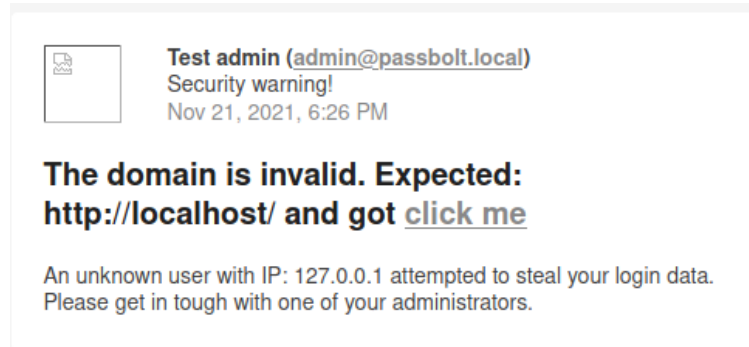 Test admin (admin@passbolt.local)
Security warning!
Nov 21, 2021, 6:26 PM
The domain is invalid. Expected:
http://localhost/ and got click me
An unknown user with IP: 127.0.0.1 attempted to steal your login data.
Please get in tough with one of your administrators.